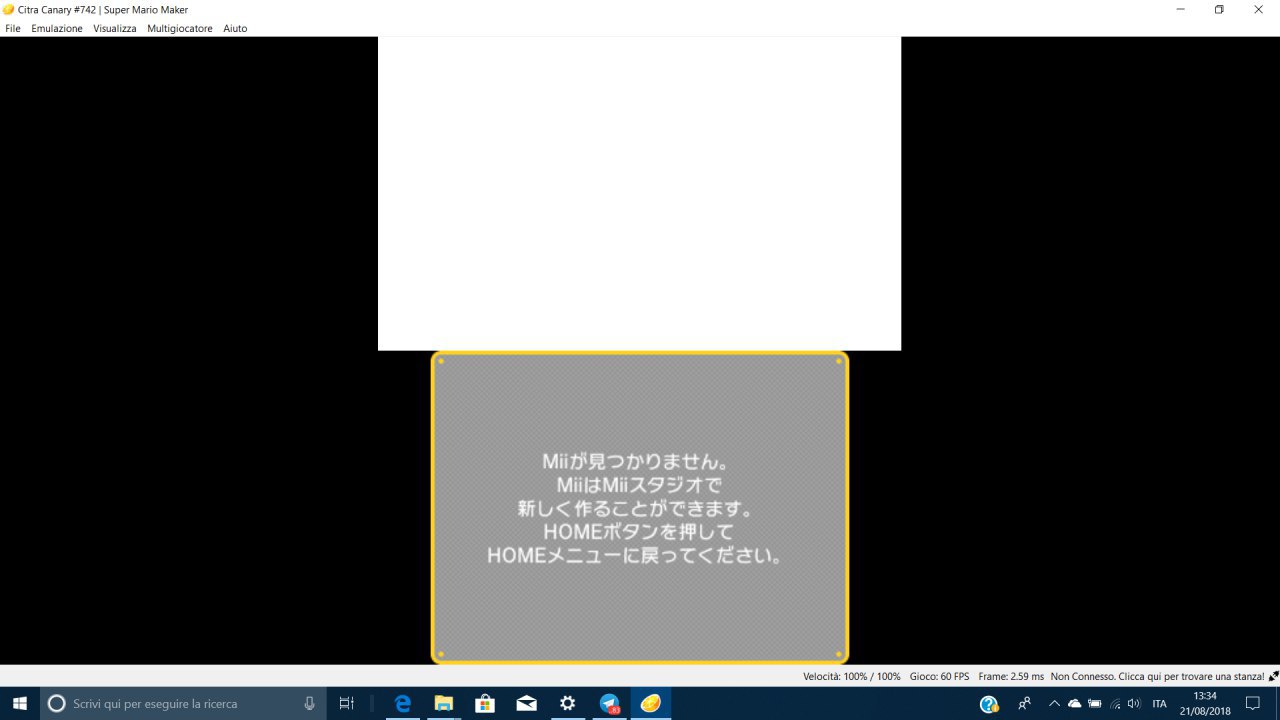 Citra Canary #742 | Super Mario Maker
File Emulazione Visualizza Multigiocatore Aiuto
Miiが見つかりません。
MiiはMiiスタジオで
新しく作ることができます。
HOMEボタンを押して
HOMEメニューに戻ってください。
Velocità: 100% / 100% Gioco: 60 FPS Frame: 2.59 ms Non Connesso. Clicca qui per trovare una stanza!
Scrivi qui per eseguire la ricerca
ITA
13:34
21/08/2018